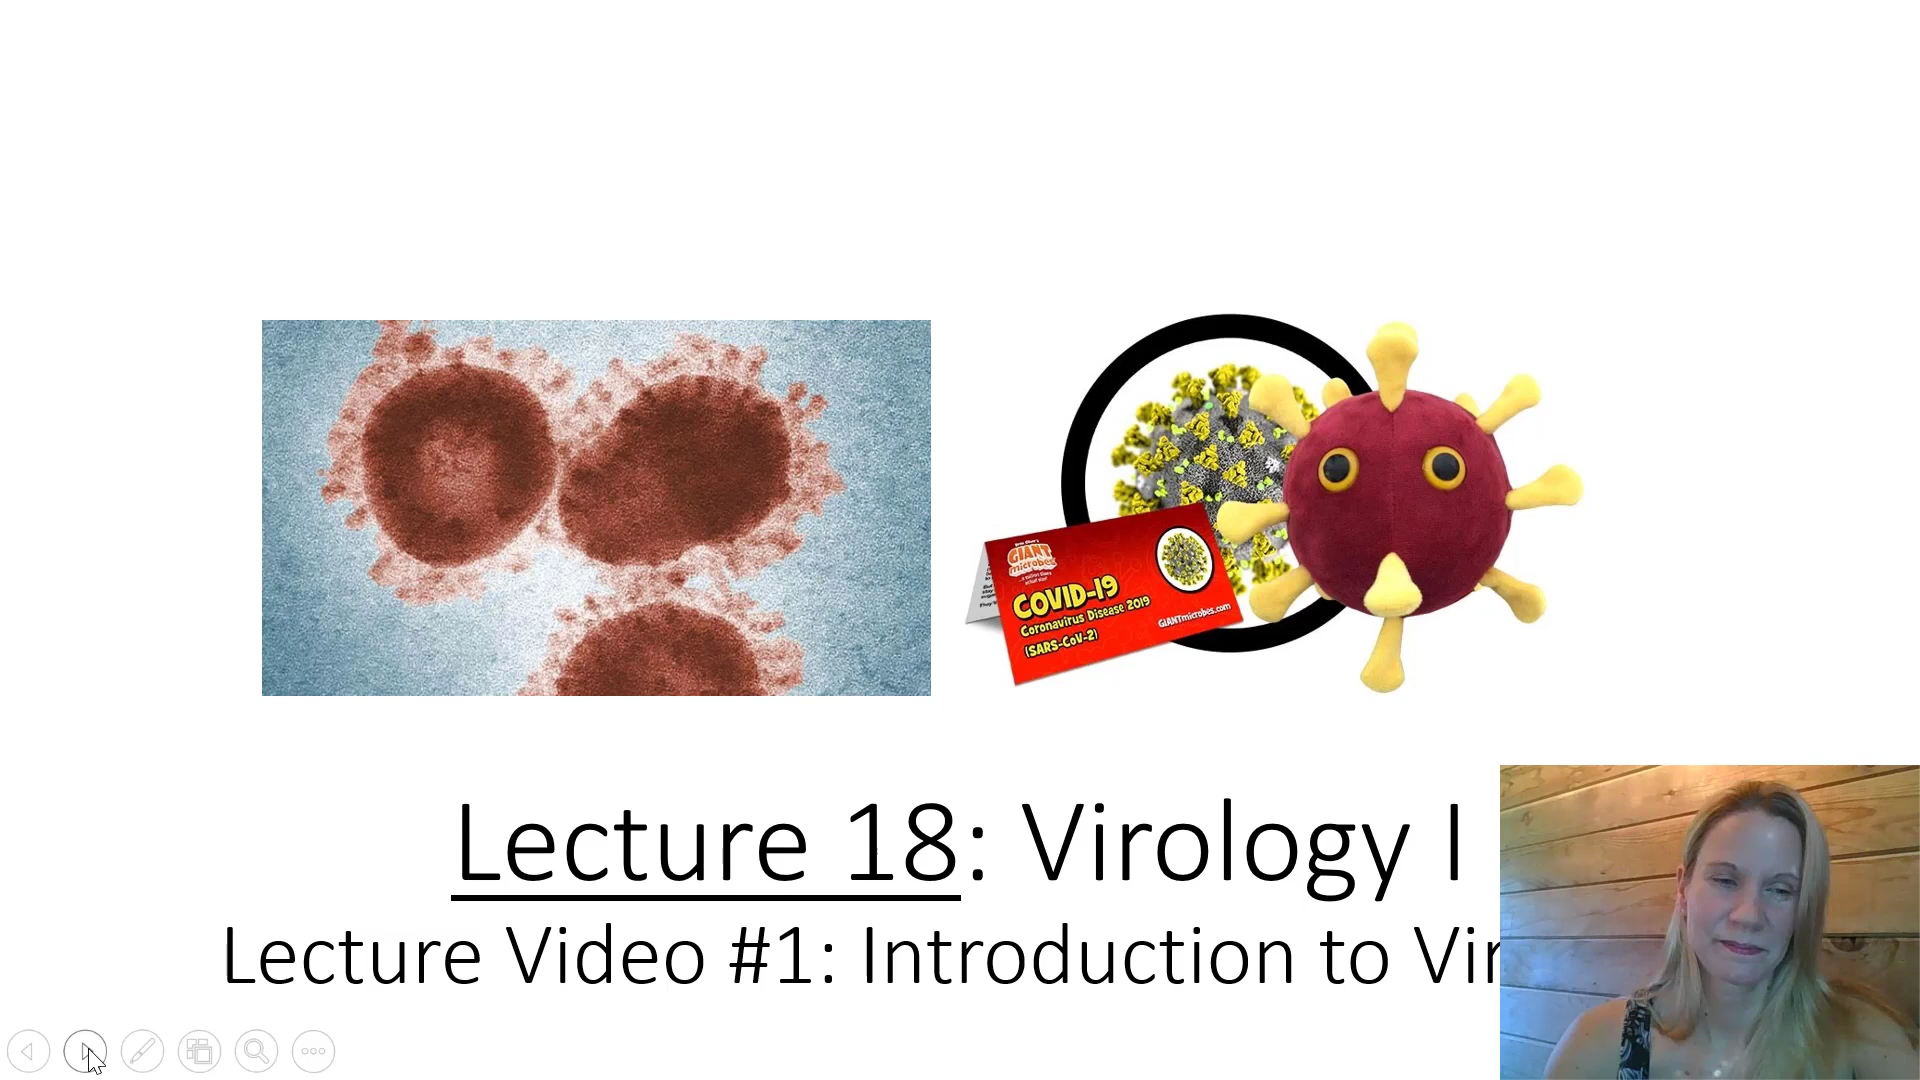 GIANT
microbes
COVID-19
Coronavirus Disease 2019
(SARS-CoV-2)
GIANTmicrobes.com
Lecture 18: Virology I
Lecture Video #1: Introduction to Vir